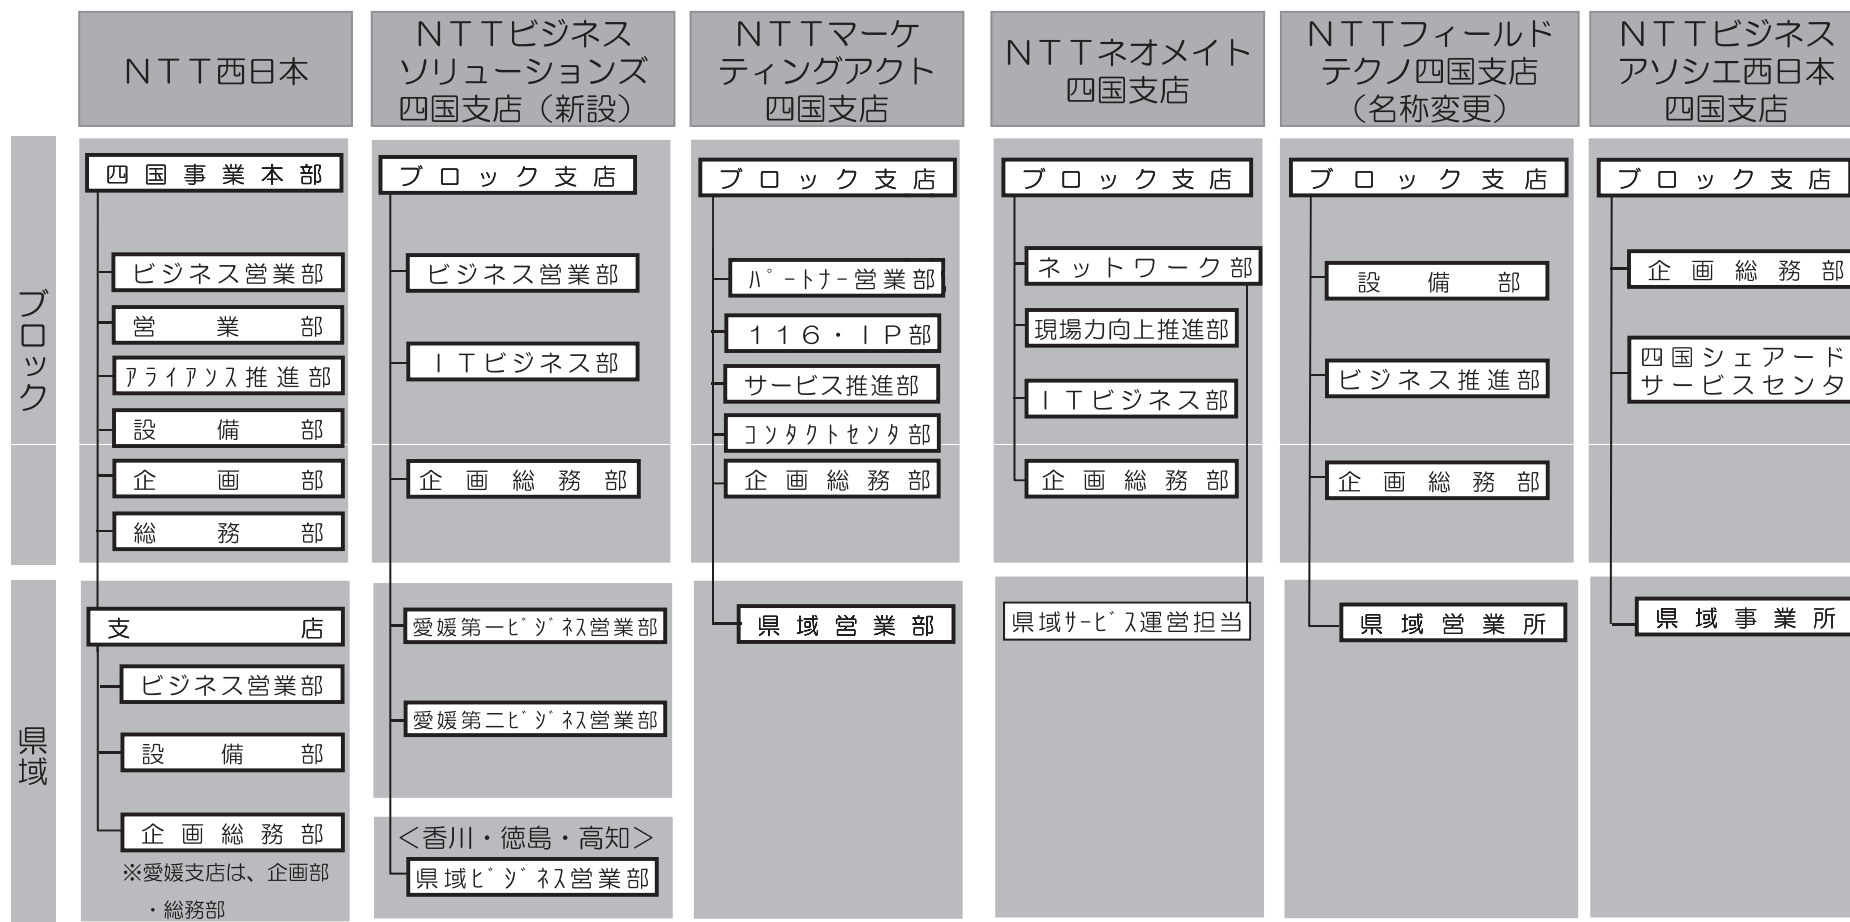 NTT西日本
NTTビジネス
ソリューションズ
四国支店（新設）
NTTマーケ
ティングアクト
四国支店
NTTネオメイト
四国支店
NTTフィールド
テクノ四国支店
（名称変更）
NTTビジネス
アソシエ西日本
四国支店
ブロック
四国事業本部
ビジネス営業部
営業部
ｱﾗｲｱﾝｽ推進部
設備部
企画部
総務部
ブロック支店
ビジネス営業部
ITビジネス部
企画総務部
ブロック支店
ﾊﾟｰﾄﾅｰ営業部
116・IP部
サービス推進部
ｺﾝﾀｸﾄｾﾝﾀ部
企画総務部
ブロック支店
ネットワーク部
現場力向上推進部
ITビジネス部
企画総務部
ブロック支店
設備部
ビジネス推進部
企画総務部
ブロック支店
企画総務部
四国シェアード
サービスセンタ
県域
支店
ビジネス営業部
設備部
企画総務部
※愛媛支店は、企画部
・総務部
愛媛第一ﾋﾞｼﾞﾈｽ営業部
愛媛第二ﾋﾞｼﾞﾈｽ営業部
＜香川・徳島・高知＞
県域ﾋﾞｼﾞﾈｽ営業部
県域営業部
県域ｻｰﾋﾞｽ運営担当
県域営業所
県域事業所